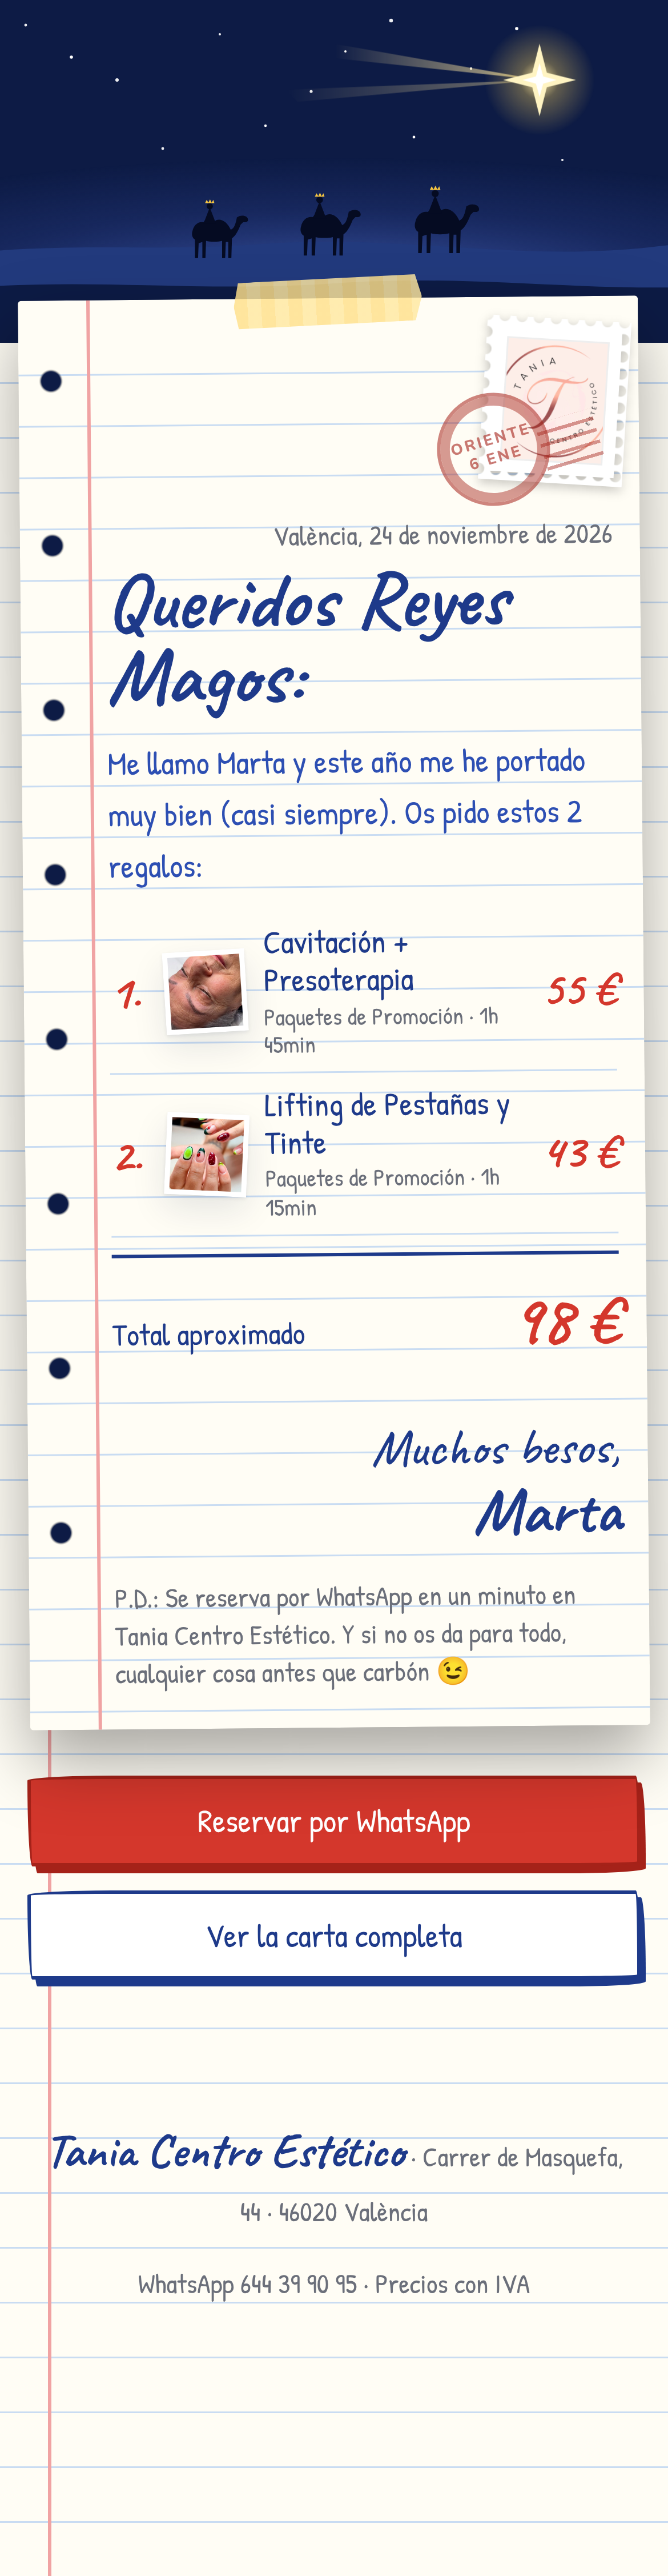 TANIA
T
CENTRO ESTÉTICO
ORIENTE
6 ENE
València, 24 de noviembre de 2026
Queridos Reyes
Magos:
Me llamo Marta y este año me he portado
muy bien (casi siempre). Os pido estos 2
regalos:
1.
Cavitación +
Presoterapia
Paquetes de Promoción · 1h
45min
55 €
2.
Lifting de Pestañas y
Tinte
Paquetes de Promoción · 1h
15min
43 €
Total aproximado
98 €
Muchos besos,
Marta
P.D.: Se reserva por WhatsApp en un minuto en
Tania Centro Estético. Y si no os da para todo,
cualquier cosa antes que carbón 😉
Reservar por WhatsApp
Ver la carta completa
Tania Centro Estético · Carrer de Masquefa,
44 · 46020 València
WhatsApp 644 39 90 95 · Precios con IVA